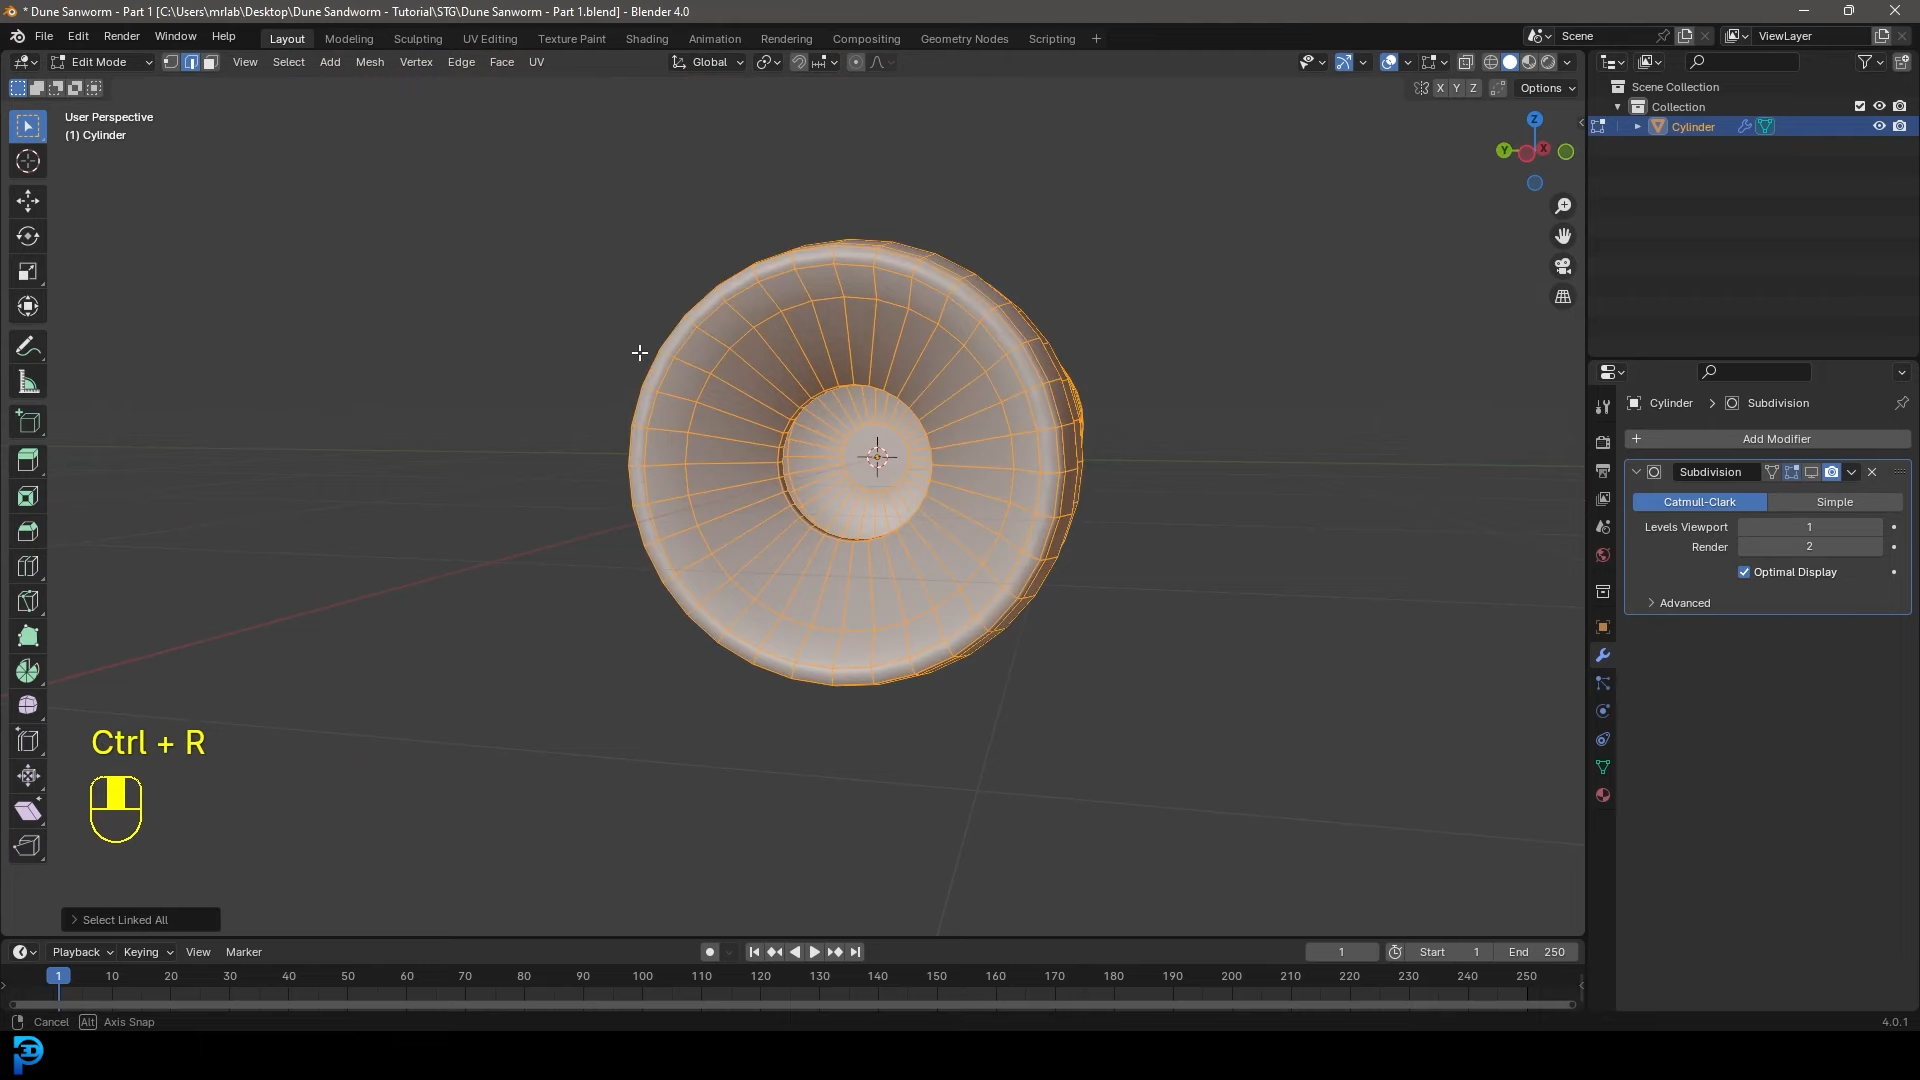 * Dune Sanworm - Part 1 [C:\Users\mrlab\Desktop\Dune Sandworm - Tutorial\STG\Dune Sanworm - Part 1.blend] - Blender 4.0
File Edit Render Window Help Layout Modeling Sculpting UV Editing Texture Paint Shading Animation Rendering Compositing Geometry Nodes Scripting + Scene ViewLayer
Edit Mode View Select Add Mesh Vertex Edge Face UV Global
X Y Z Options
User Perspective
(1) Cylinder
Z
Y X
Scene Collection
Collection
Cylinder
Cylinder > Subdivision
+ Add Modifier
Subdivision
Catmull-Clark Simple
Levels Viewport 1
Render 2
Optimal Display
> Advanced
Ctrl + R
> Select Linked All
Playback Keying View Marker 1 Start 1 End 250
1 10 20 30 40 50 60 70 80 90 100 110 120 130 140 150 160 170 180 190 200 210 220 230 240 250
Cancel Alt Axis Snap 4.0.1
3D